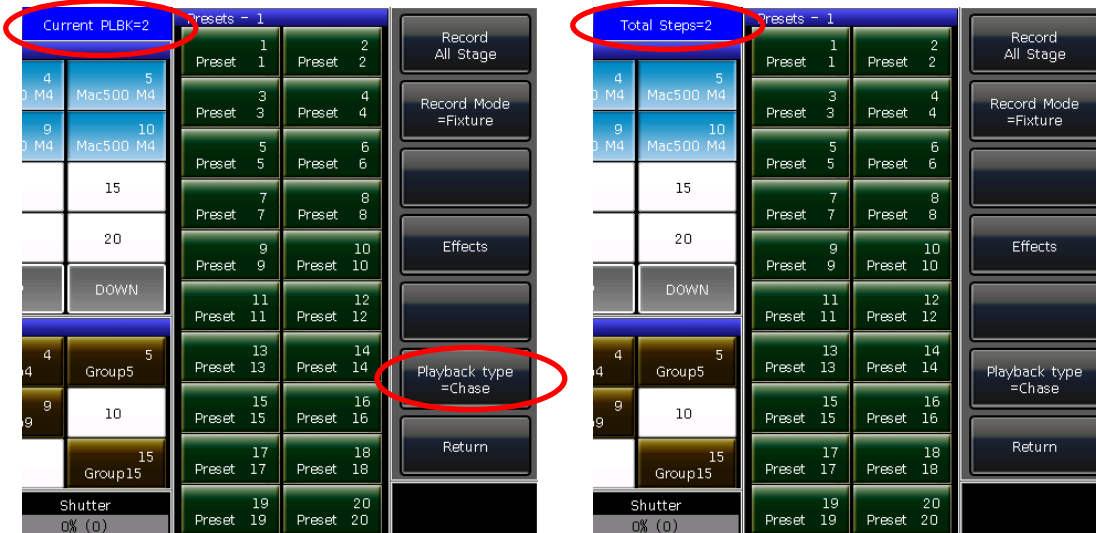 Current PLBK=2
4
5
0 M4
Mac500 M4
9
10
0 M4
Mac500 M4
15
20
DOWN
4
5
Group5
9
10
15
Group15
Shutter
0% (0)
Presets - 1
1
2
Preset 1
Preset 2
3
4
Preset 3
Preset 4
5
6
Preset 5
Preset 6
7
8
Preset 7
Preset 8
9
10
Preset 9
Preset 10
11
12
Preset 11
Preset 12
13
14
Preset 13
Preset 14
15
16
Preset 15
Preset 16
17
18
Preset 17
Preset 18
19
20
Preset 19
Preset 20
Record
All Stage
Record Mode
=Fixture
Effects
Playback type
=Chase
Return
Total Steps=2
4
5
0 M4
Mac500 M4
9
10
0 M4
Mac500 M4
15
20
DOWN
4
5
Group5
9
10
15
Group15
Shutter
0% (0)
Presets - 1
1
2
Preset 1
Preset 2
3
4
Preset 3
Preset 4
5
6
Preset 5
Preset 6
7
8
Preset 7
Preset 8
9
10
Preset 9
Preset 10
11
12
Preset 11
Preset 12
13
14
Preset 13
Preset 14
15
16
Preset 15
Preset 16
17
18
Preset 17
Preset 18
19
20
Preset 19
Preset 20
Record
All Stage
Record Mode
=Fixture
Effects
Playback type
=Chase
Return